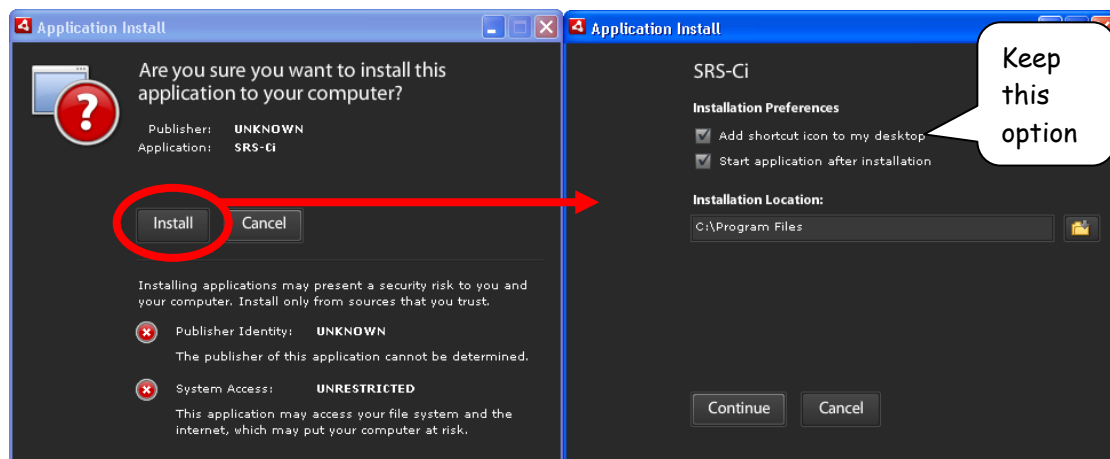 Application Install
Are you sure you want to install this
application to your computer?
Publisher: UNKNOWN
Application: SRS-Ci
Install Cancel
Installing applications may present a security risk to you and
your computer. Install only from sources that you trust.
Publisher Identity: UNKNOWN
The publisher of this application cannot be determined.
System Access: UNRESTRICTED
This application may access your file system and the
internet, which may put your computer at risk.
Application Install
SRS-Ci
Installation Preferences
Add shortcut icon to my desktop
Start application after installation
Installation Location:
C:\Program Files
Continue Cancel
Keep
this
option